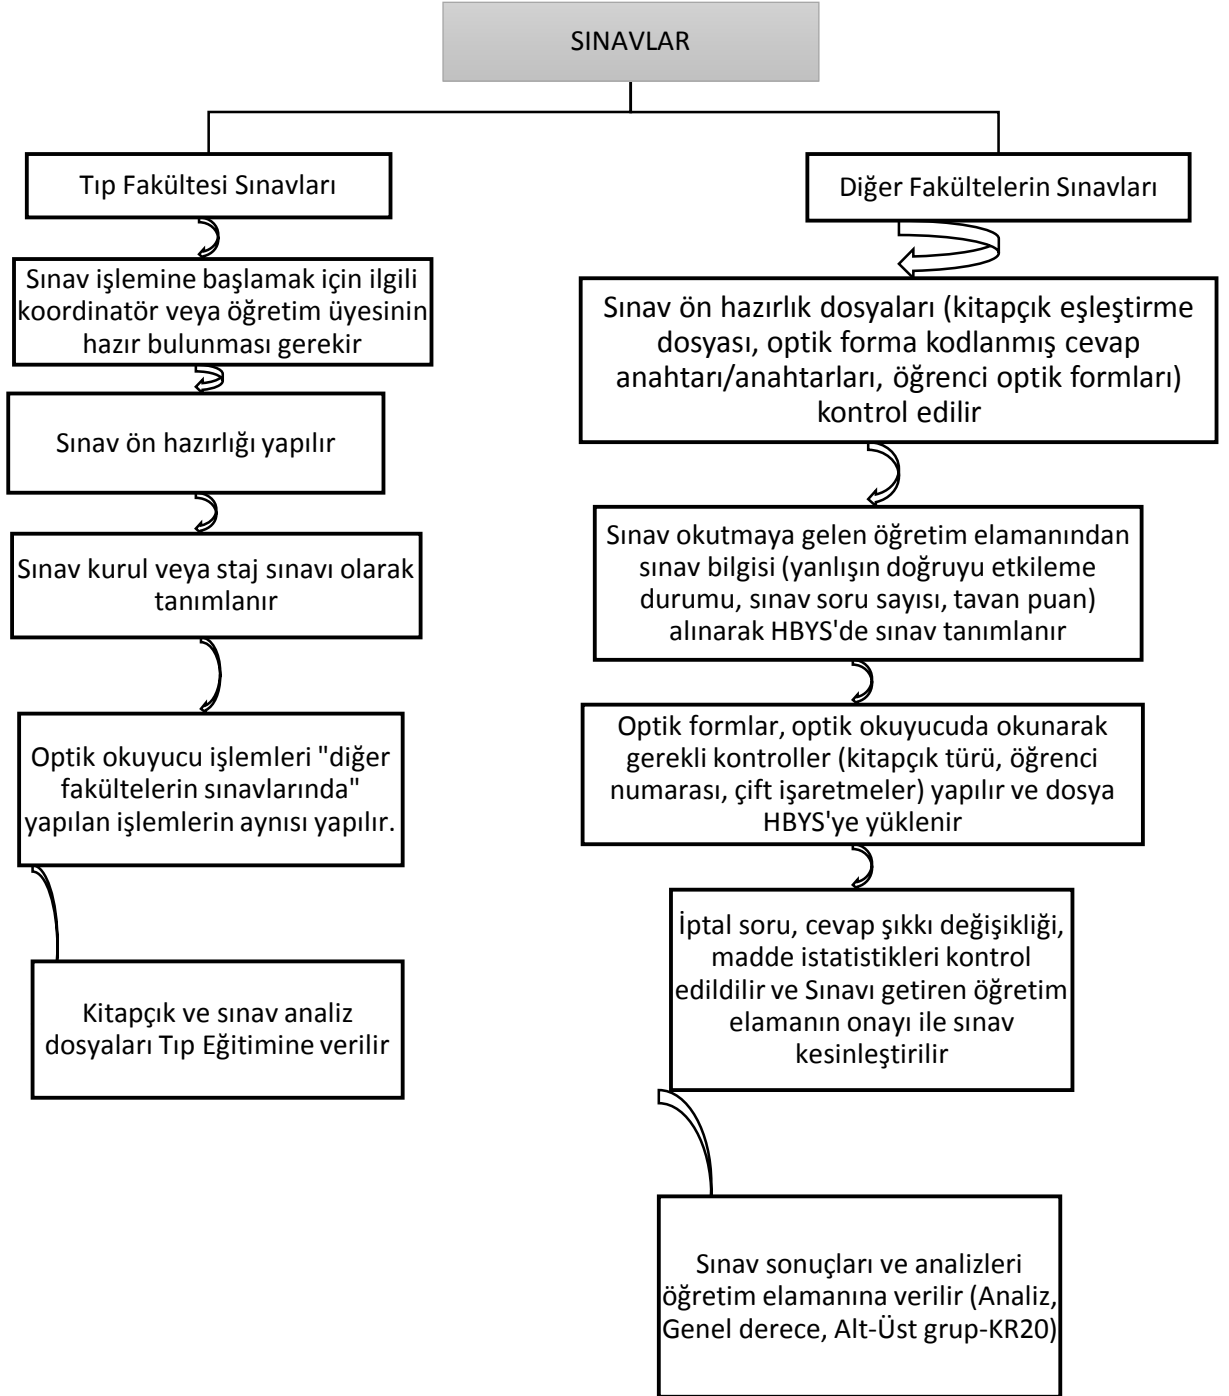 SINAVLAR
Tıp Fakültesi Sınavları
Sınav işlemine başlamak için ilgili
koordinatör veya öğretim üyesinin
hazır bulunması gerekir
Sınav ön hazırlığı yapılır
Sınav kurul veya staj sınavı olarak
tanımlanır
Optik okuyucu işlemleri "diğer
fakültelerin sınavlarında"
yapılan işlemlerin aynısı yapılır.
Kitapçık ve sınav analiz
dosyaları Tıp Eğitimine verilir
Diğer Fakültelerin Sınavları
Sınav ön hazırlık dosyaları (kitapçık eşleştirme
dosyası, optik forma kodlanmış cevap
anahtarı/anahtarları, öğrenci optik formları)
kontrol edilir
Sınav okutmaya gelen öğretim elamanından
sınav bilgisi (yanlışın doğruyu etkileme
durumu, sınav soru sayısı, tavan puan)
alınarak HBYS'de sınav tanımlanır
Optik formlar, optik okuyucuda okunarak
gerekli kontroller (kitapçık türü, öğrenci
numarası, çift işaretmeler) yapılır ve dosya
HBYS'ye yüklenir
İptal soru, cevap şıkkı değişikliği,
madde istatistikleri kontrol
edildilir ve Sınavı getiren öğretim
elamanın onayı ile sınav
kesinleştirilir
Sınav sonuçları ve analizleri
öğretim elamanına verilir (Analiz,
Genel derece, Alt-Üst grup-KR20)